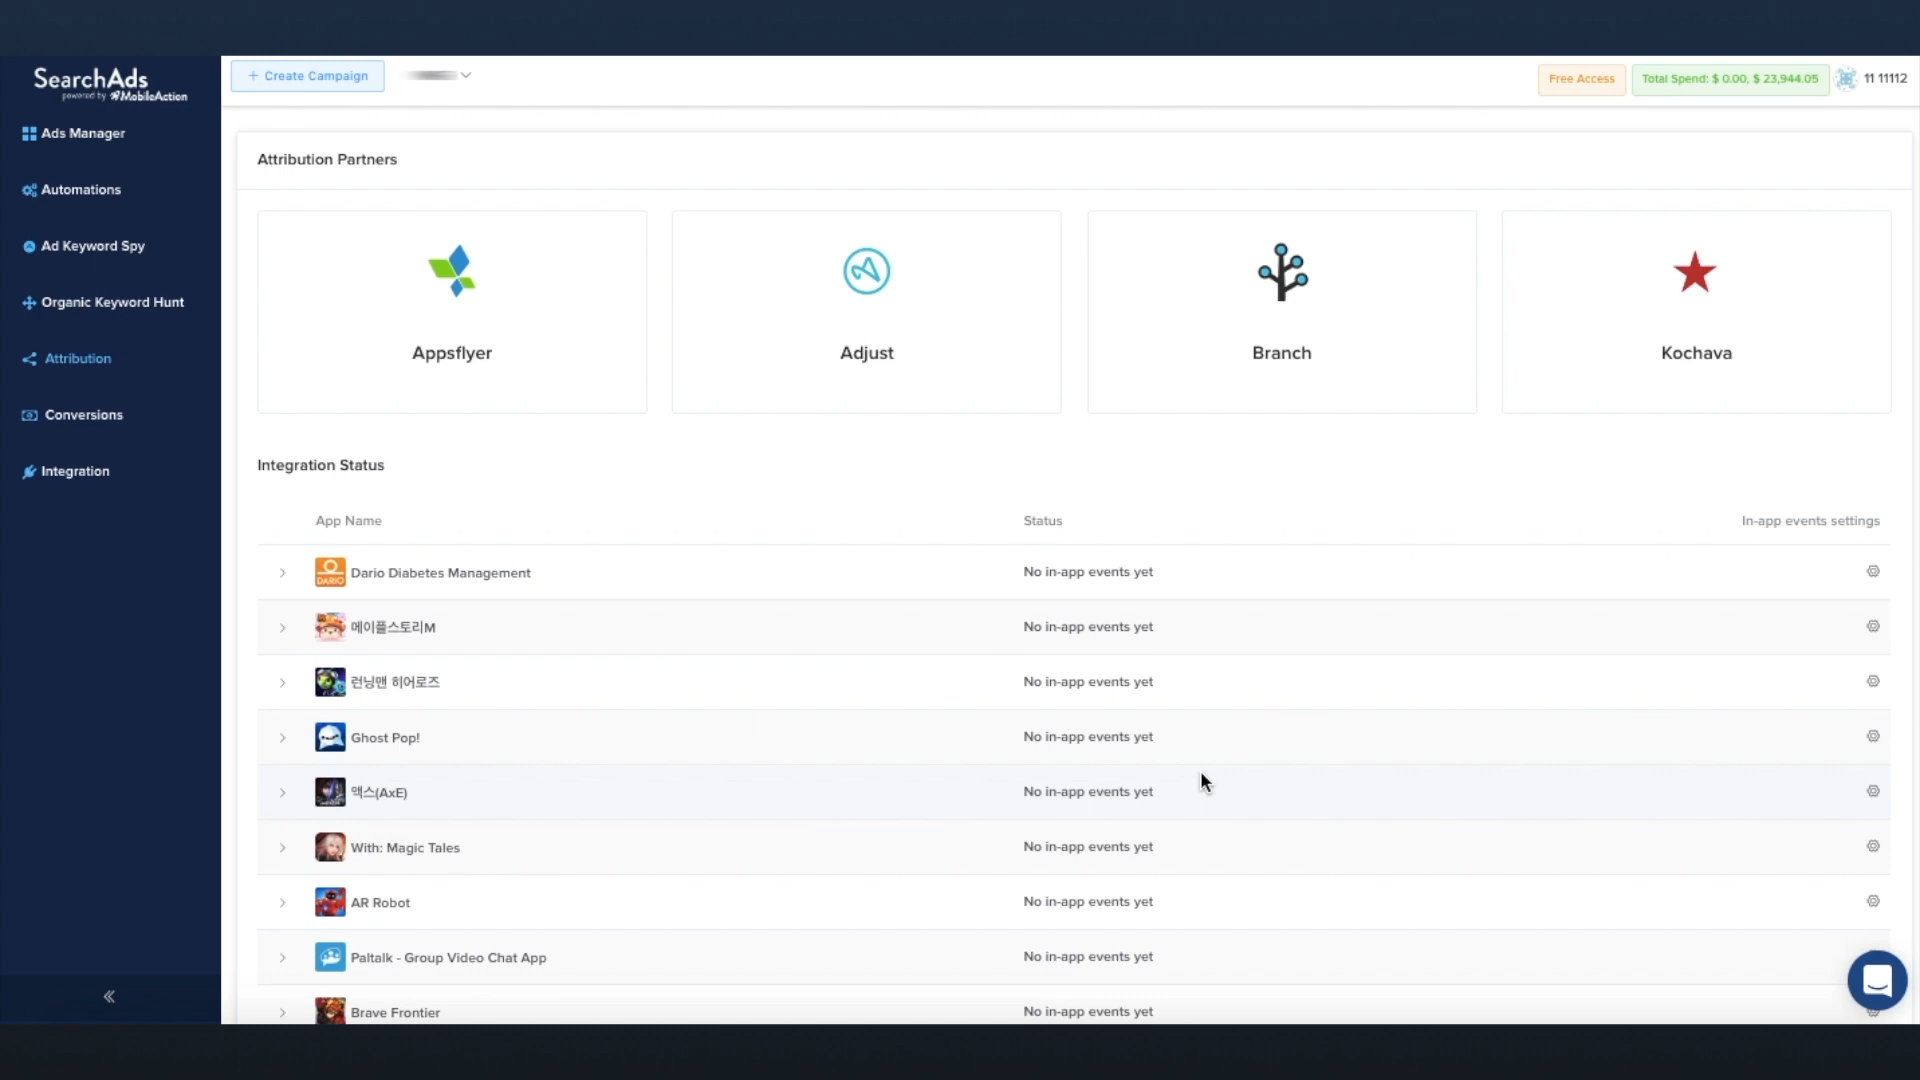 SearchAds
powered by MobileAction
Ads Manager
Automations
Ad Keyword Spy
Organic Keyword Hunt
Attribution
Conversions
Integration
+ Create Campaign
Free Access
Total Spend: $ 0.00, $ 23,944.05
11 11112
Attribution Partners
Appsflyer
Adjust
Branch
Kochava
Integration Status
App Name Status In-app events settings
DARIO
Dario Diabetes Management No in-app events yet
메이플스토리M No in-app events yet
런닝맨 히어로즈 No in-app events yet
Ghost Pop! No in-app events yet
액스(AxE) No in-app events yet
With: Magic Tales No in-app events yet
AR Robot No in-app events yet
Paltalk - Group Video Chat App No in-app events yet
Brave Frontier No in-app events yet